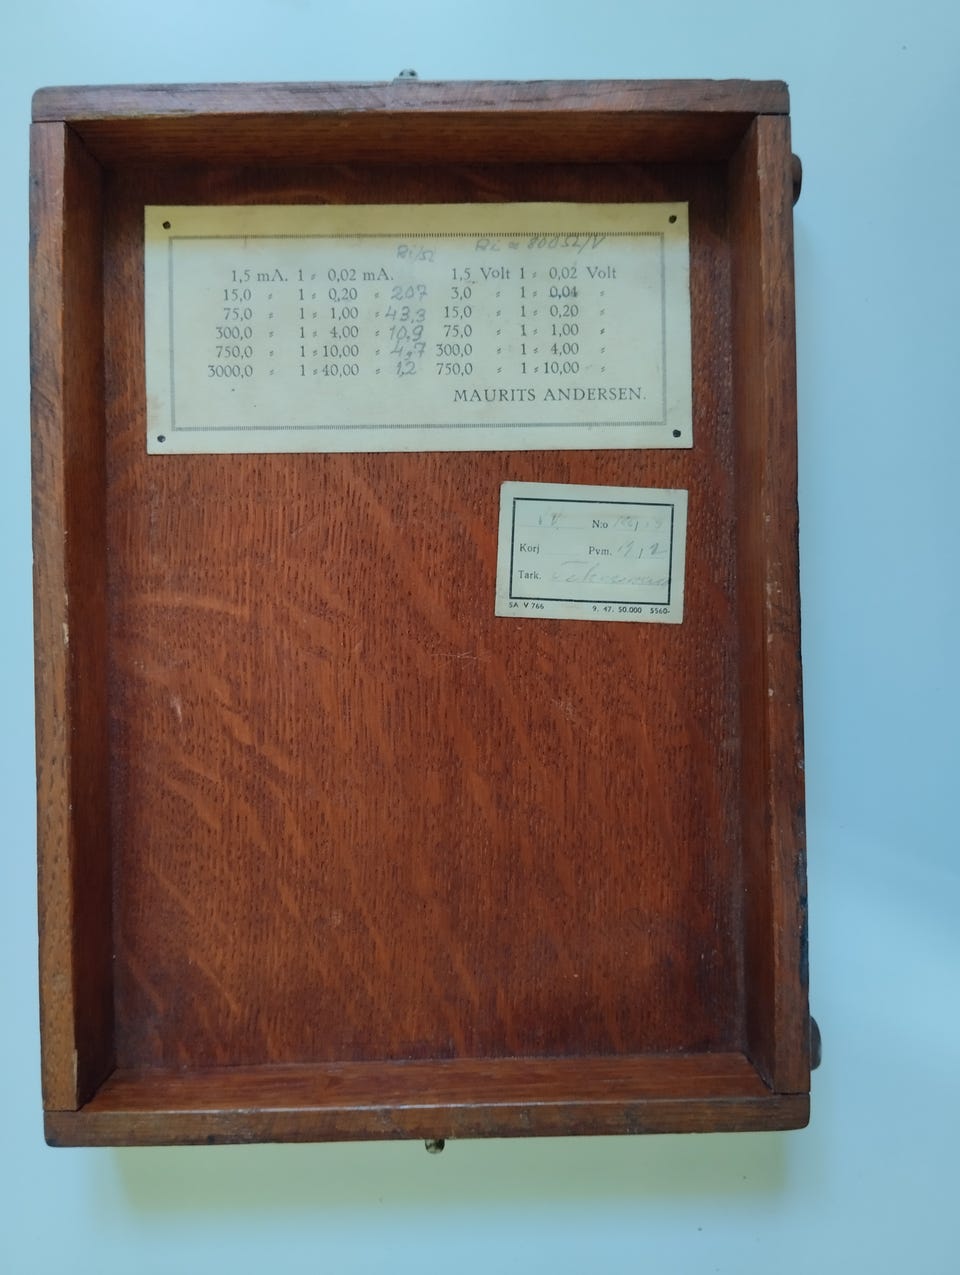 Ri/Ω Ri ≈ 800Ω/V
1,5 mA. 1 = 0,02 mA. 1,5 Volt 1 = 0,02 Volt
15,0 " 1 = 0,20 " 207 3,0 " 1 = 0,04 "
75,0 " 1 = 1,00 " 43,3 15,0 " 1 = 0,20 "
300,0 " 1 = 4,00 " 10,9 75,0 " 1 = 1,00 "
750,0 " 1 = 10,00 " 4,7 300,0 " 1 = 4,00 "
3000,0 " 1 = 40,00 " 1,2 750,0 " 1 = 10,00 "
MAURITS ANDERSEN.
N:o
Korj Pvm.
Tark.
SA V 766 9. 47. 50.000 5560-